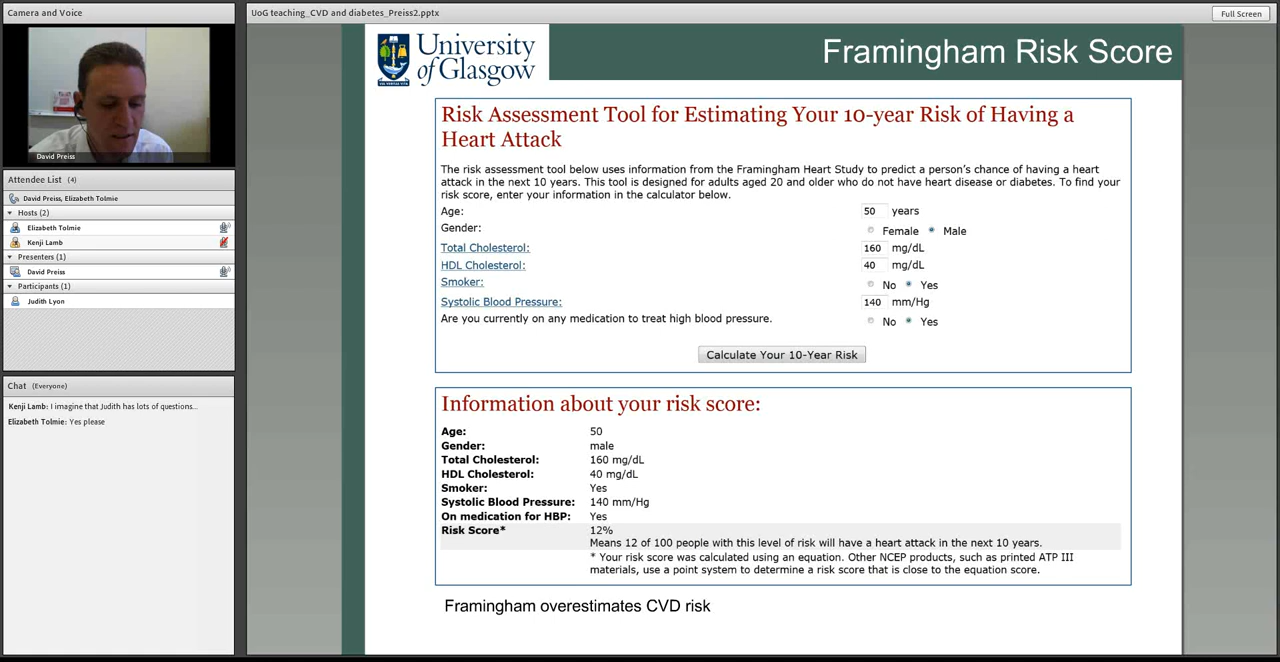 Camera and Voice
David Preiss
Attendee List (4)
David Preiss, Elizabeth Tolmie
Hosts (2)
Elizabeth Tolmie
Kenji Lamb
Presenters (1)
David Preiss
Participants (1)
Judith Lyon
Chat (Everyone)
Kenji Lamb: I imagine that Judith has lots of questions...
Elizabeth Tolmie: Yes please
UoG teaching_CVD and diabetes_Preiss2.pptx
Full Screen
University
of Glasgow
Framingham Risk Score
Risk Assessment Tool for Estimating Your 10-year Risk of Having a
Heart Attack
The risk assessment tool below uses information from the Framingham Heart Study to predict a person's chance of having a heart
attack in the next 10 years. This tool is designed for adults aged 20 and older who do not have heart disease or diabetes. To find your
risk score, enter your information in the calculator below.
Age: 50 years
Gender: Female Male
Total Cholesterol: 160 mg/dL
HDL Cholesterol: 40 mg/dL
Smoker: No Yes
Systolic Blood Pressure: 140 mm/Hg
Are you currently on any medication to treat high blood pressure. No Yes
Calculate Your 10-Year Risk
Information about your risk score:
Age: 50
Gender: male
Total Cholesterol: 160 mg/dL
HDL Cholesterol: 40 mg/dL
Smoker: Yes
Systolic Blood Pressure: 140 mm/Hg
On medication for HBP: Yes
Risk Score* 12%
Means 12 of 100 people with this level of risk will have a heart attack in the next 10 years.
* Your risk score was calculated using an equation. Other NCEP products, such as printed ATP III
materials, use a point system to determine a risk score that is close to the equation score.
Framingham overestimates CVD risk